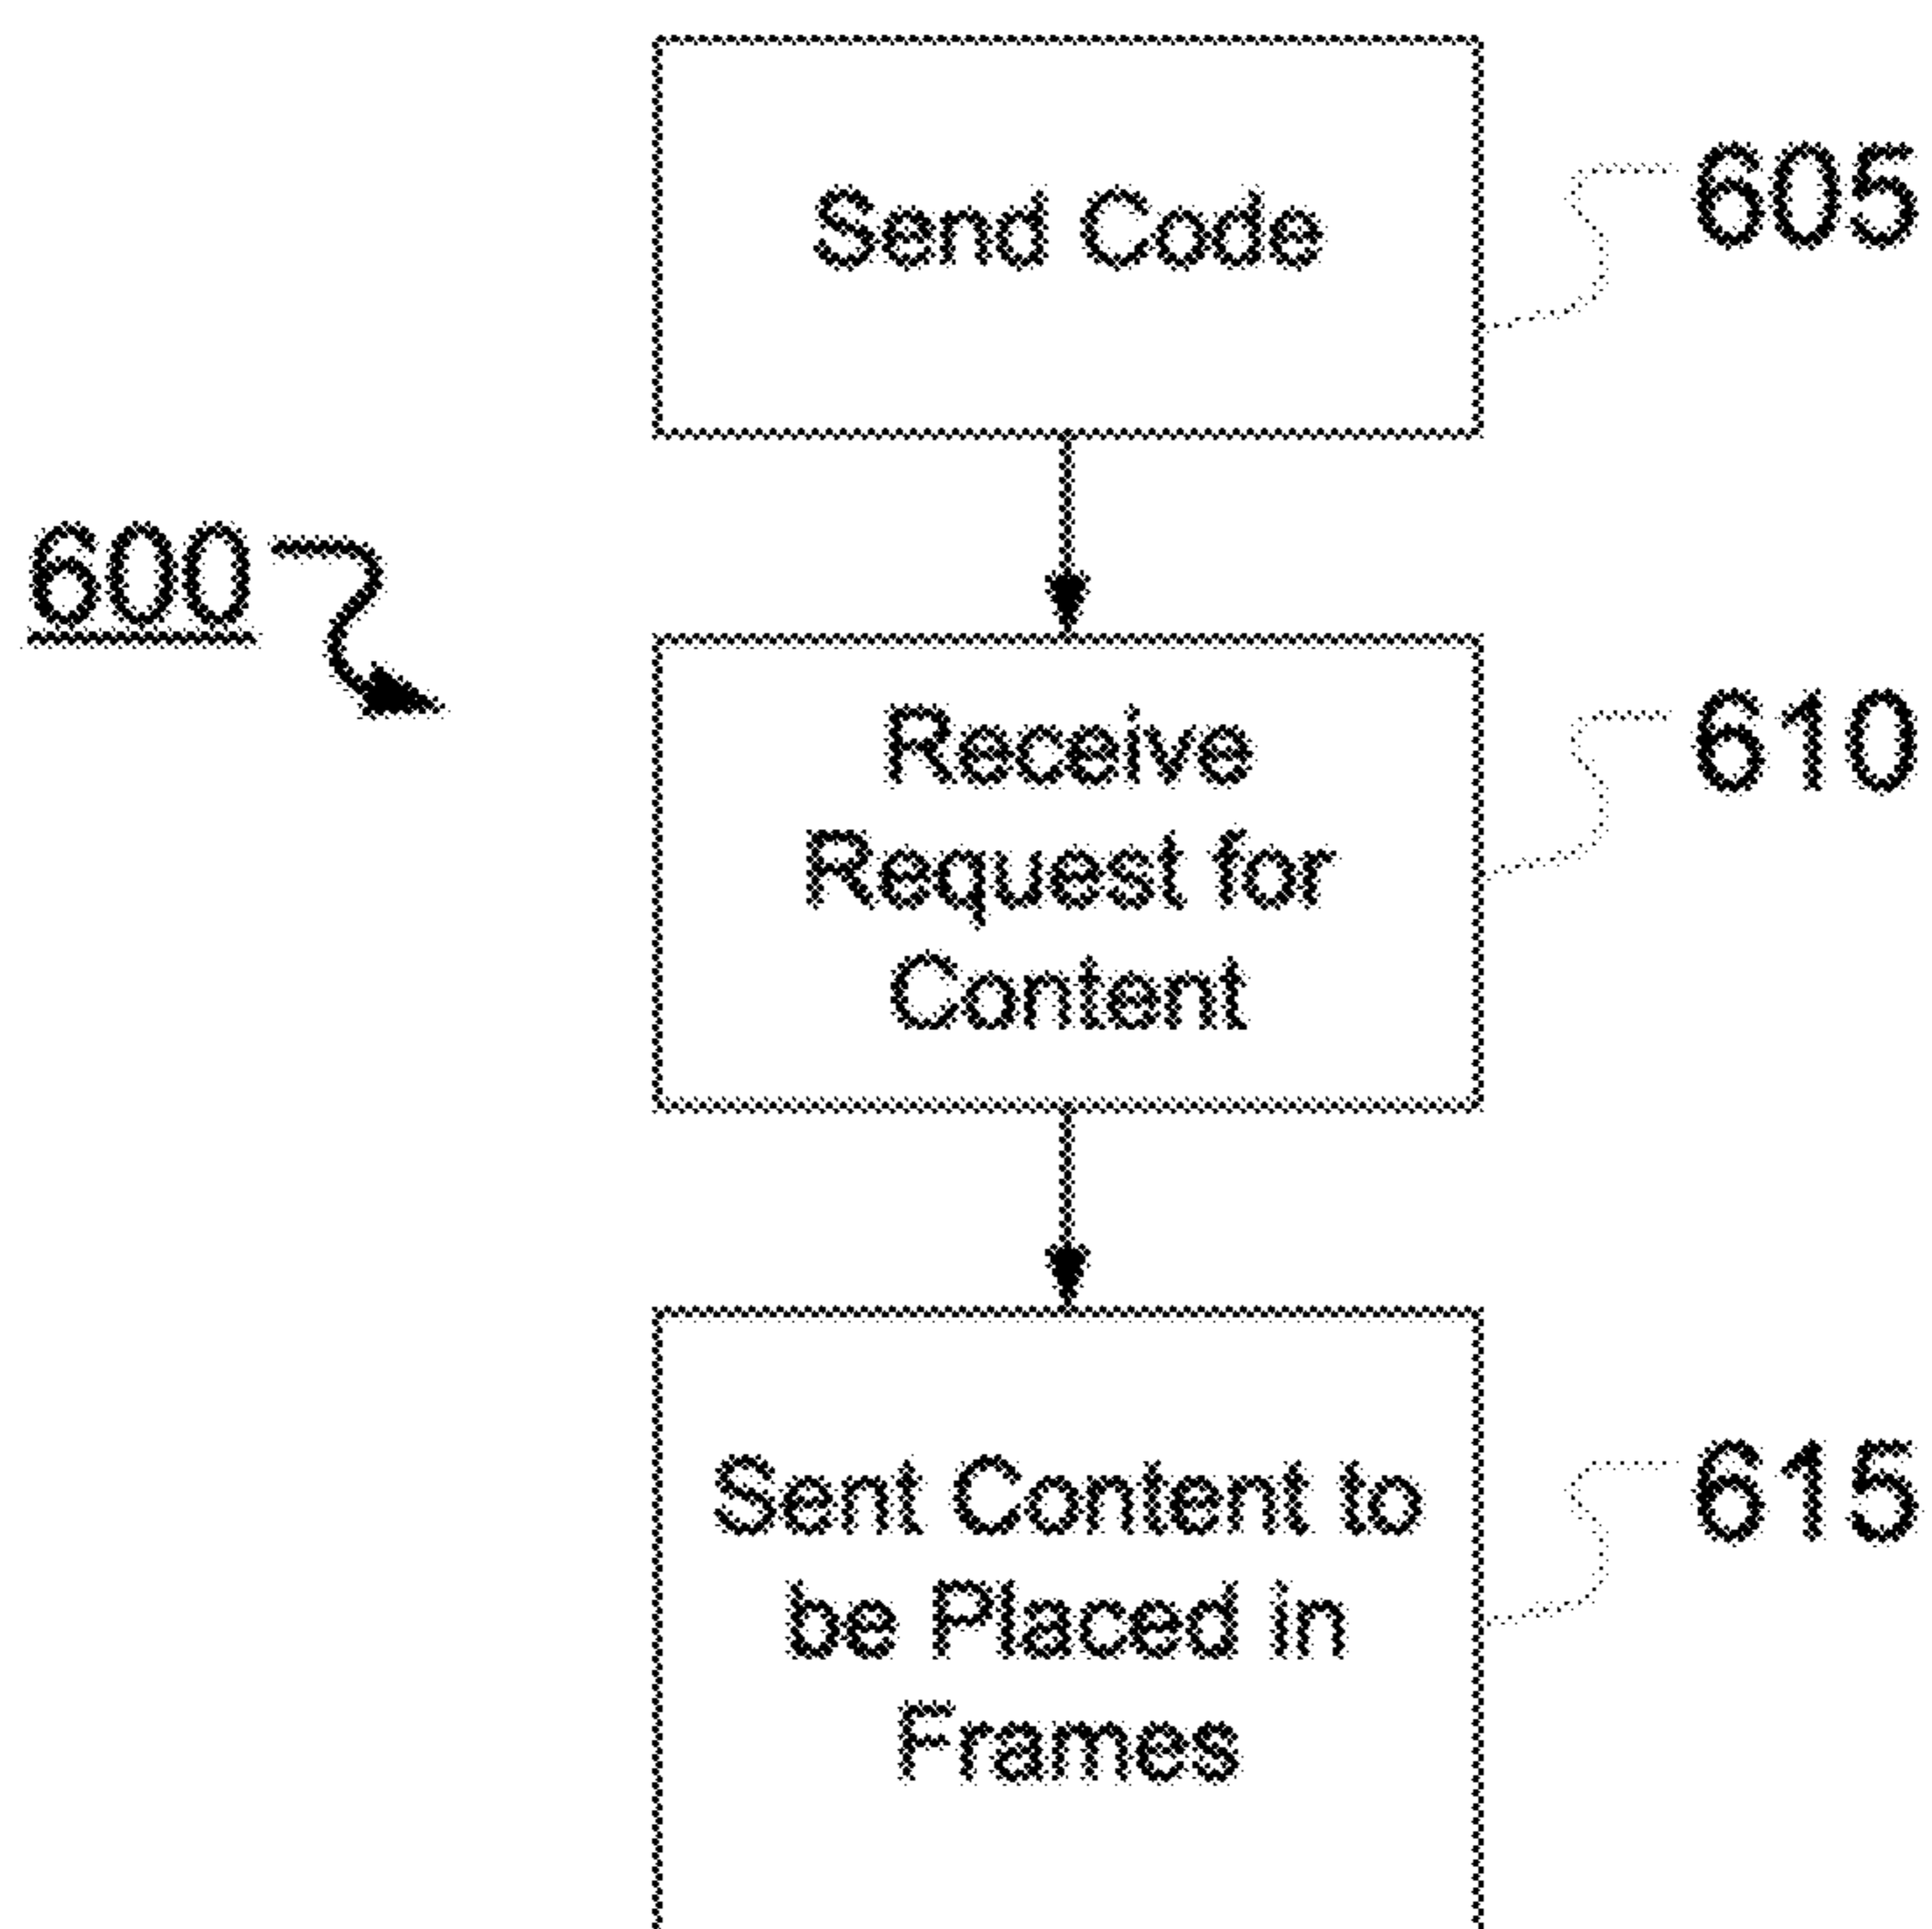 Send Code
605
600
Receive
Request for
Content
610
Sent Content to
be Placed in
Frames
615